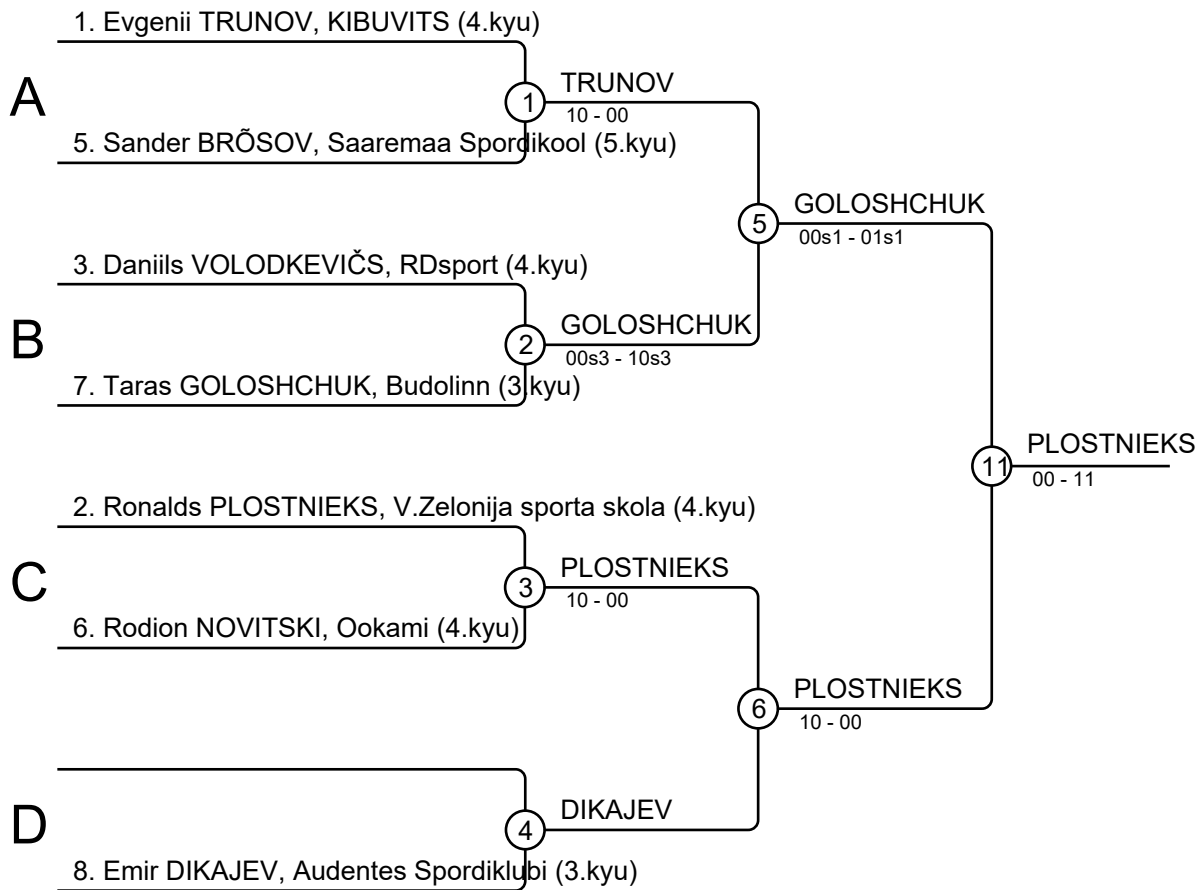 1. Evgenii TRUNOV, KIBUVITS (4.kyu)
A
1
TRUNOV
10 - 00
5. Sander BRÕSOV, Saaremaa Spordikool (5.kyu)
5
GOLOSHCHUK
00s1 - 01s1
3. Daniils VOLODKEVIČS, RDsport (4.kyu)
B
2
GOLOSHCHUK
00s3 - 10s3
7. Taras GOLOSHCHUK, Budolinn (3.kyu)
11
PLOSTNIEKS
00 - 11
2. Ronalds PLOSTNIEKS, V.Zelonija sporta skola (4.kyu)
C
3
PLOSTNIEKS
10 - 00
6. Rodion NOVITSKI, Ookami (4.kyu)
6
PLOSTNIEKS
10 - 00
D
4
DIKAJEV
8. Emir DIKAJEV, Audentes Spordiklubi (3.kyu)